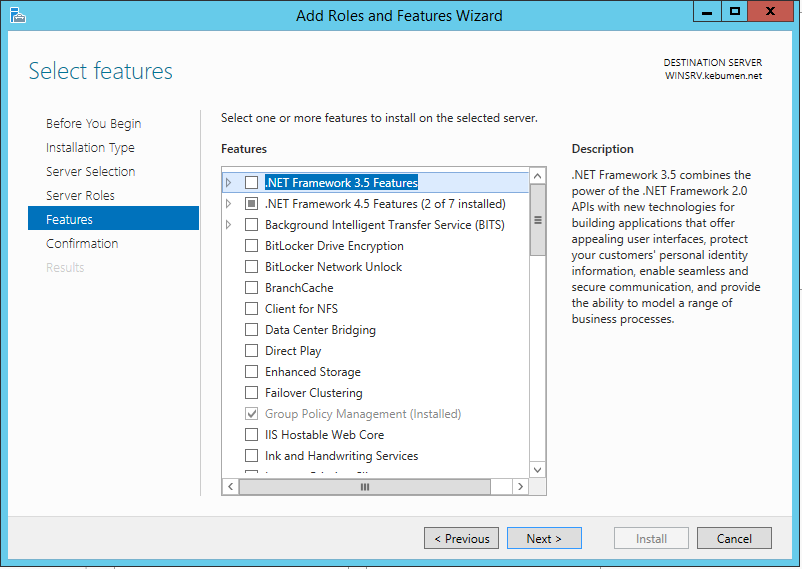 Add Roles and Features Wizard
Select features
DESTINATION SERVER
WINSRV.kebumen.net
Before You Begin
Installation Type
Server Selection
Server Roles
Features
Confirmation
Results
Select one or more features to install on the selected server.
Features
.NET Framework 3.5 Features
.NET Framework 4.5 Features (2 of 7 installed)
Background Intelligent Transfer Service (BITS)
BitLocker Drive Encryption
BitLocker Network Unlock
BranchCache
Client for NFS
Data Center Bridging
Direct Play
Enhanced Storage
Failover Clustering
Group Policy Management (Installed)
IIS Hostable Web Core
Ink and Handwriting Services
Description
.NET Framework 3.5 combines the
power of the .NET Framework 2.0
APIs with new technologies for
building applications that offer
appealing user interfaces, protect
your customers' personal identity
information, enable seamless and
secure communication, and provide
the ability to model a range of
business processes.
< Previous
Next >
Install
Cancel